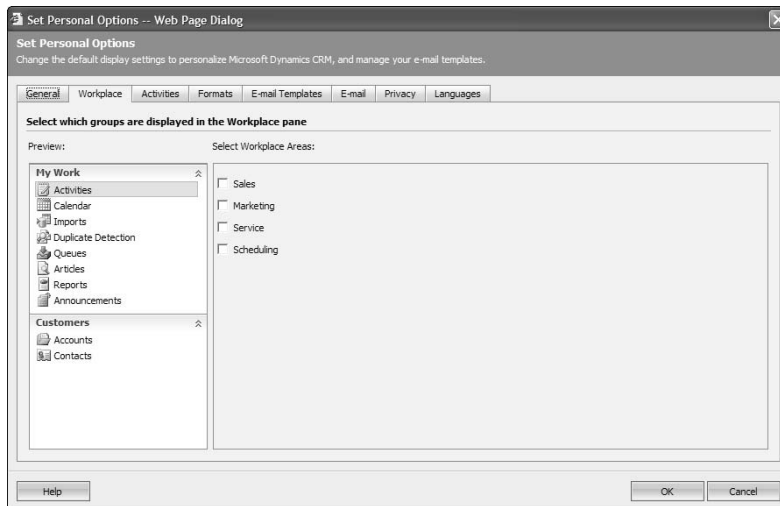 Set Personal Options -- Web Page Dialog
Set Personal Options
Change the default display settings to personalize Microsoft Dynamics CRM, and manage your e-mail templates.
General Workplace Activities Formats E-mail Templates E-mail Privacy Languages
Select which groups are displayed in the Workplace pane
Preview: Select Workplace Areas:
My Work
Activities
Calendar
Imports
Duplicate Detection
Queues
Articles
Reports
Announcements
Customers
Accounts
Contacts
Sales
Marketing
Service
Scheduling
Help OK Cancel